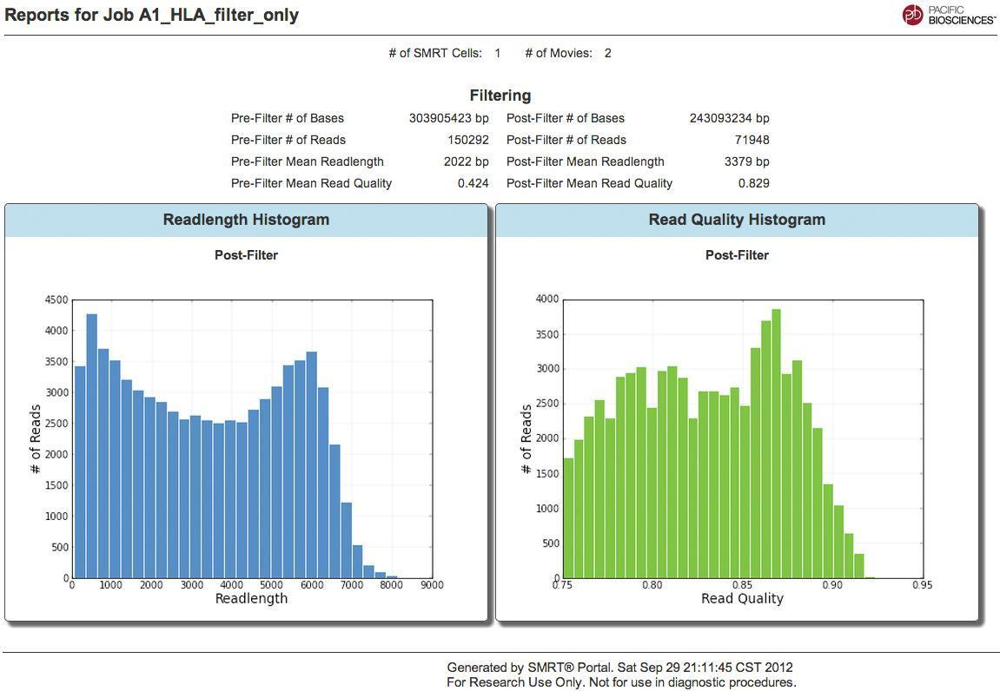 Reports for Job A1_HLA_filter_only
PACIFIC
BIOSCIENCES™
# of SMRT Cells: 1 # of Movies: 2
Filtering
Pre-Filter # of Bases 303905423 bp Post-Filter # of Bases 243093234 bp
Pre-Filter # of Reads 150292 Post-Filter # of Reads 71948
Pre-Filter Mean Readlength 2022 bp Post-Filter Mean Readlength 3379 bp
Pre-Filter Mean Read Quality 0.424 Post-Filter Mean Read Quality 0.829
Readlength Histogram
Post-Filter
4500
4000
3500
3000
2500
2000
1500
1000
500
0
# of Reads
0 1000 2000 3000 4000 5000 6000 7000 8000 9000
Readlength
Read Quality Histogram
Post-Filter
4000
3500
3000
2500
2000
1500
1000
500
0
# of Reads
0.75 0.80 0.85 0.90 0.95
Read Quality
Generated by SMRT® Portal. Sat Sep 29 21:11:45 CST 2012
For Research Use Only. Not for use in diagnostic procedures.